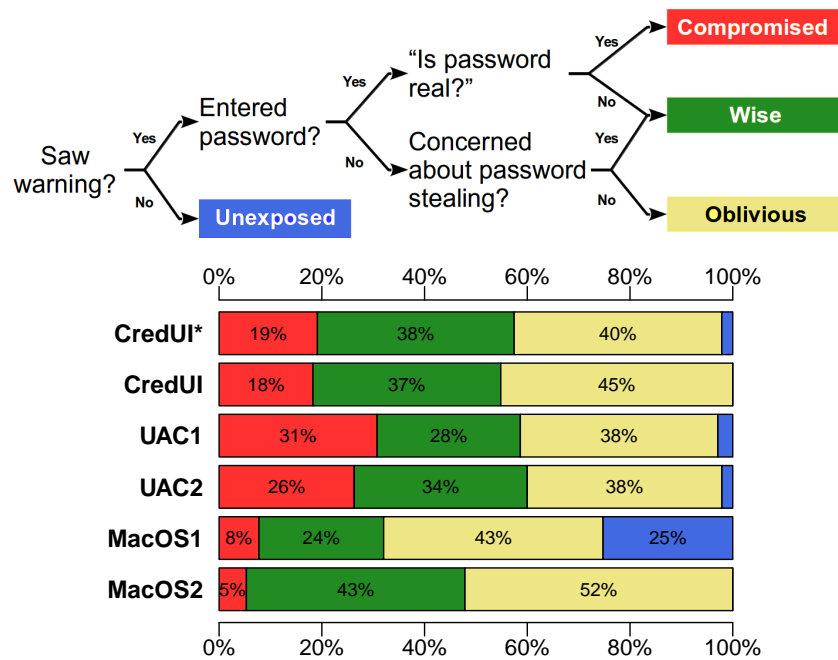 Compromised
Yes
“Is password
real?”
Yes
No
Entered
password?
Wise
Yes
Yes
No
Concerned
about password
stealing?
Saw
warning?
No
No
Unexposed
Oblivious
0% 20% 40% 60% 80% 100%
CredUI* 19% 38% 40%
CredUI 18% 37% 45%
UAC1 31% 28% 38%
UAC2 26% 34% 38%
MacOS1 8% 24% 43% 25%
MacOS2 5% 43% 52%
0% 20% 40% 60% 80% 100%